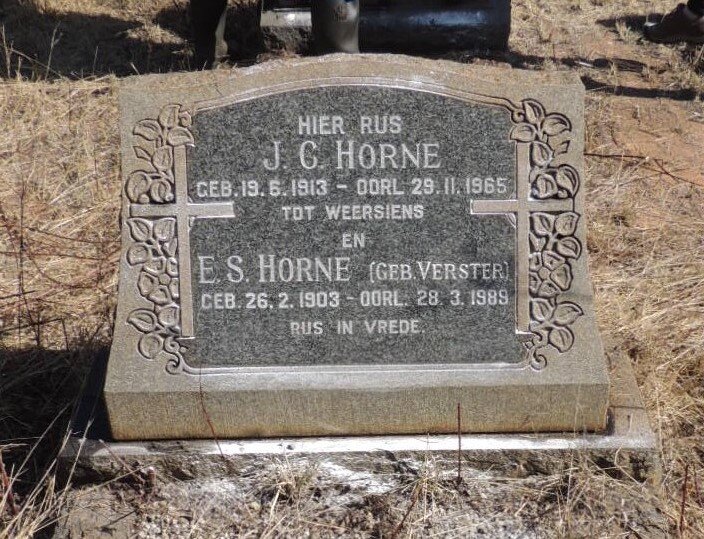 HIER RUS
J. C. HORNE
GEB. 19. 6. 1913 - OORL 29. 11. 1965
TOT WEERSIENS
EN
E. S. HORNE (GEB. VERSTER)
GEB. 26. 2. 1903 - OORL. 28. 3. 1989
RUS IN VREDE.